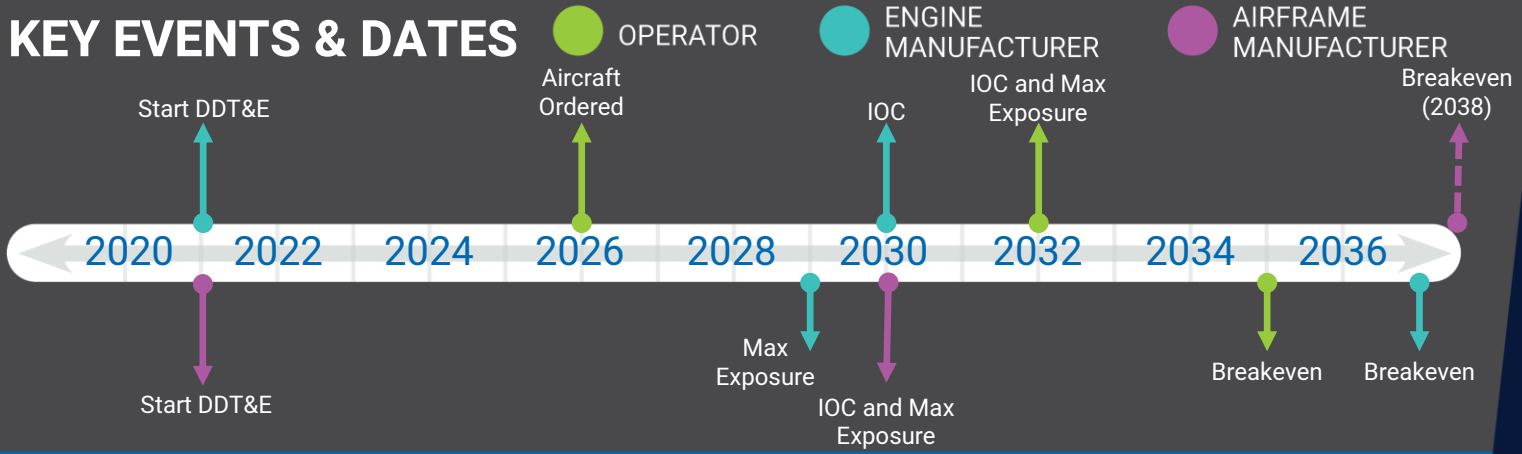 KEY EVENTS & DATES
OPERATOR
ENGINE
MANUFACTURER
AIRFRAME
MANUFACTURER
Start DDT&E
Aircraft
Ordered
IOC
IOC and Max
Exposure
Breakeven
(2038)
2020 2022 2024 2026 2028 2030 2032 2034 2036
Start DDT&E
Max
Exposure
IOC and Max
Exposure
Breakeven
Breakeven